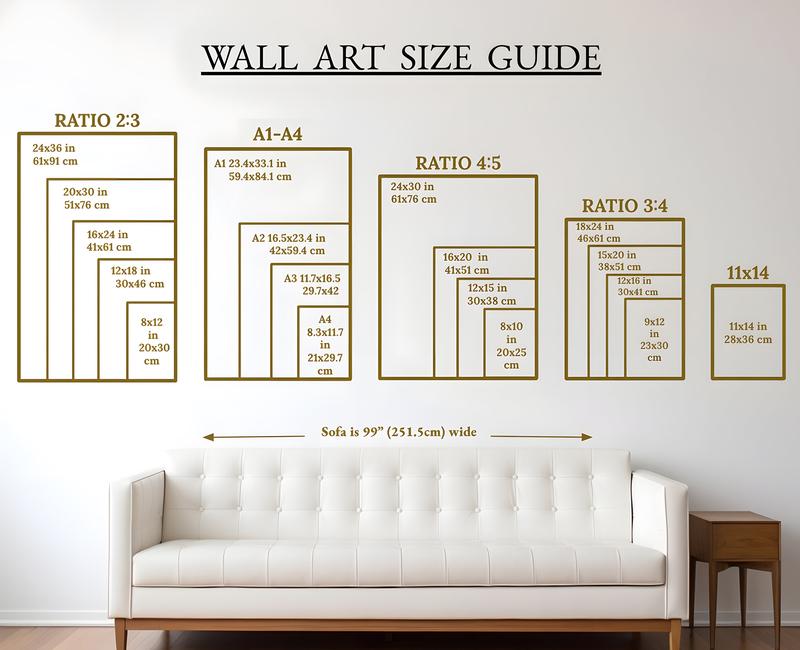 WALL ART SIZE GUIDE
RATIO 2:3
24x36 in
61x91 cm
20x30 in
51x76 cm
16x24 in
41x61 cm
12x18 in
30x46 cm
8x12
in
20x30
cm
A1-A4
A1 23.4x33.1 in
59.4x84.1 cm
A2 16.5x23.4 in
42x59.4 cm
A3 11.7x16.5
29.7x42
A4
8.3x11.7
in
21x29.7
cm
RATIO 4:5
24x30 in
61x76 cm
16x20 in
41x51 cm
12x15 in
30x38 cm
8x10
in
20x25
cm
RATIO 3:4
18x24 in
46x61 cm
15x20 in
38x51 cm
12x16 in
30x41 cm
9x12
in
23x30
cm
11x14
11x14 in
28x36 cm
Sofa is 99” (251.5cm) wide